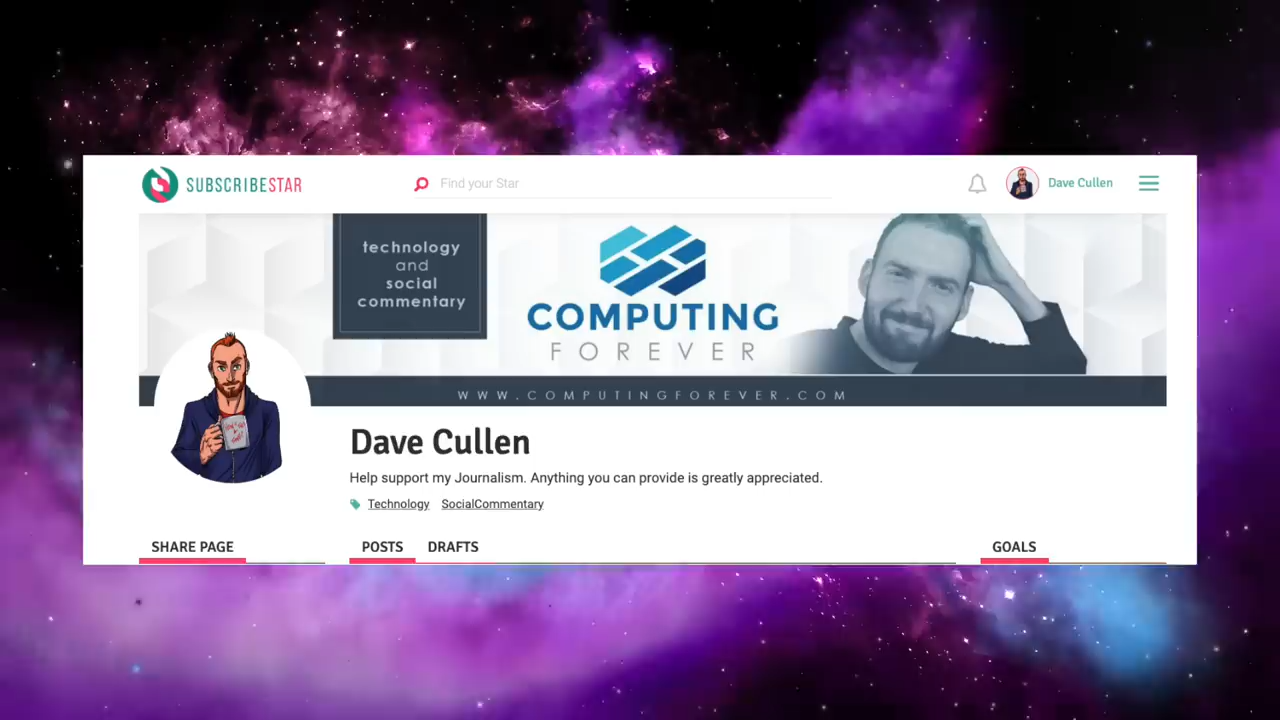 SUBSCRIBESTAR
Find your Star
Dave Cullen
technology
and
social
commentary
COMPUTING
FOREVER
WWW.COMPUTINGFOREVER.COM
Dave Cullen
Help support my Journalism. Anything you can provide is greatly appreciated.
Technology SocialCommentary
SHARE PAGE
POSTS DRAFTS
GOALS